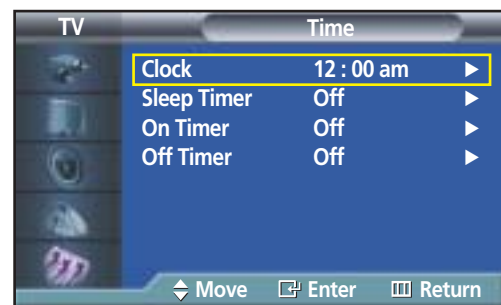 TV Time
Clock 12 : 00 am
Sleep Timer Off
On Timer Off
Off Timer Off
Move Enter Return